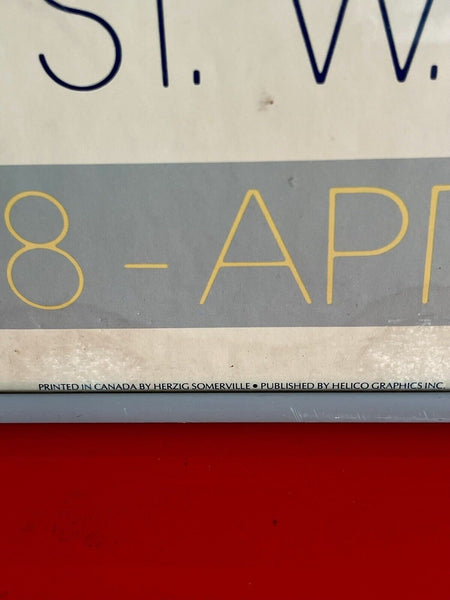 ST. W.
8 - APR
PRINTED IN CANADA BY HERZIG SOMERVILLE • PUBLISHED BY HELICO GRAPHICS INC.